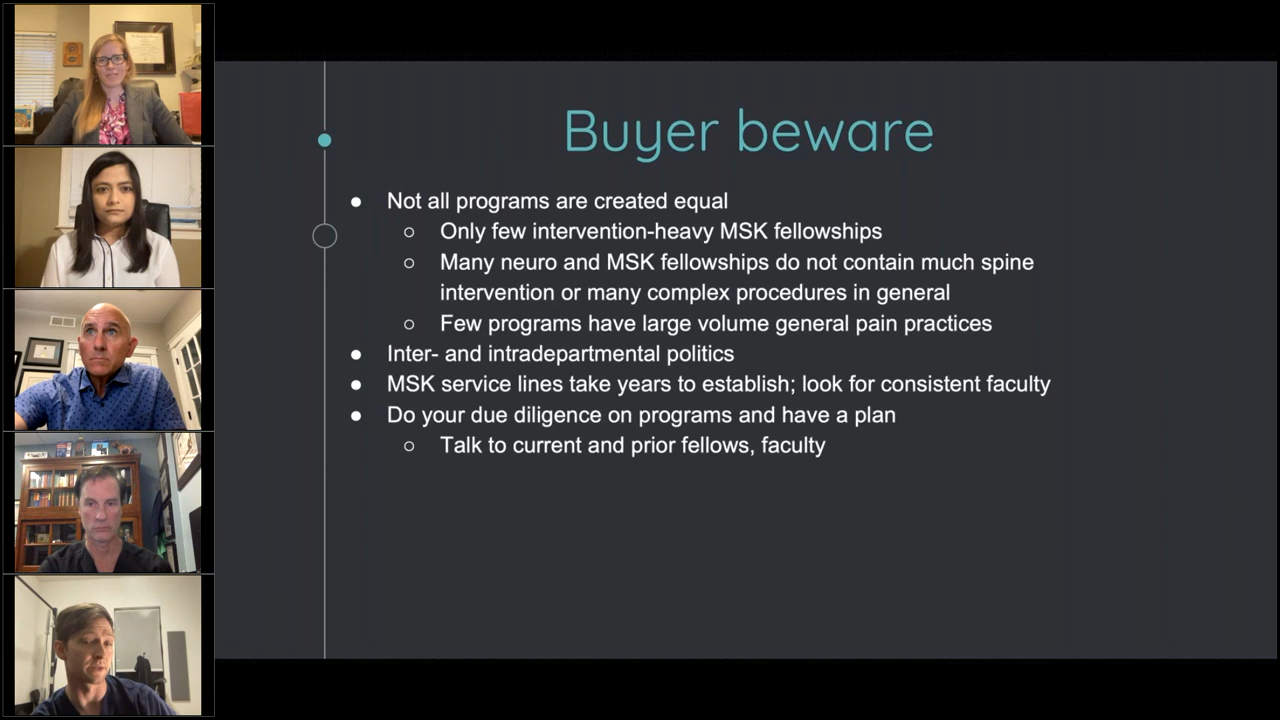 Buyer beware
● Not all programs are created equal
○ Only few intervention-heavy MSK fellowships
○ Many neuro and MSK fellowships do not contain much spine
intervention or many complex procedures in general
○ Few programs have large volume general pain practices
● Inter- and intradepartmental politics
● MSK service lines take years to establish; look for consistent faculty
● Do your due diligence on programs and have a plan
○ Talk to current and prior fellows, faculty